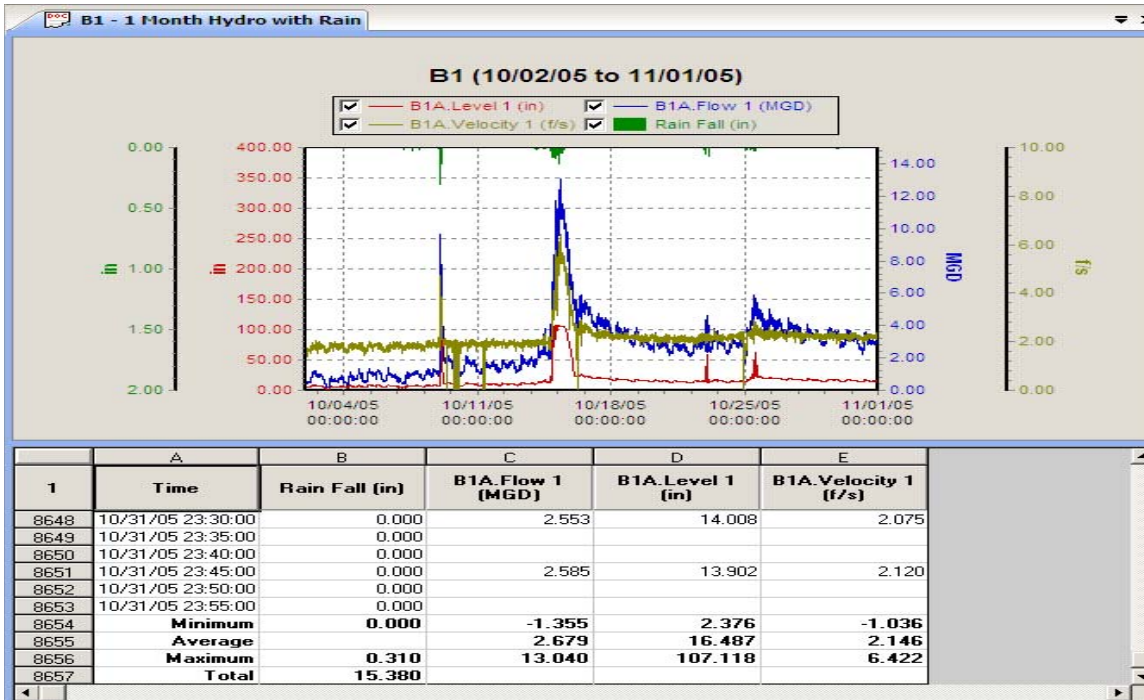 B1 - 1 Month Hydro with Rain
B1 (10/02/05 to 11/01/05)
B1A.Level 1 (in) B1A.Flow 1 (MGD)
B1A.Velocity 1 (f/s) Rain Fall (in)
0.00 400.00 10.00
14.00
350.00
12.00
0.50 300.00 8.00
10.00
250.00
6.00
in 1.00 in 200.00 8.00 MGD f/s
150.00 6.00 4.00
1.50 100.00 4.00
2.00
50.00 2.00
2.00 0.00 0.00 0.00
10/04/05 10/11/05 10/18/05 10/25/05 11/01/05
00:00:00 00:00:00 00:00:00 00:00:00 00:00:00
A B C D E
1 Time Rain Fall (in) B1A.Flow 1 (MGD) B1A.Level 1 (in) B1A.Velocity 1 (f/s)
8648 10/31/05 23:30:00 0.000 2.553 14.008 2.075
8649 10/31/05 23:35:00 0.000
8650 10/31/05 23:40:00 0.000
8651 10/31/05 23:45:00 0.000 2.585 13.902 2.120
8652 10/31/05 23:50:00 0.000
8653 10/31/05 23:55:00 0.000
8654 Minimum 0.000 -1.355 2.376 -1.036
8655 Average 2.679 16.487 2.146
8656 Maximum 0.310 13.040 107.118 6.422
8657 Total 15.380